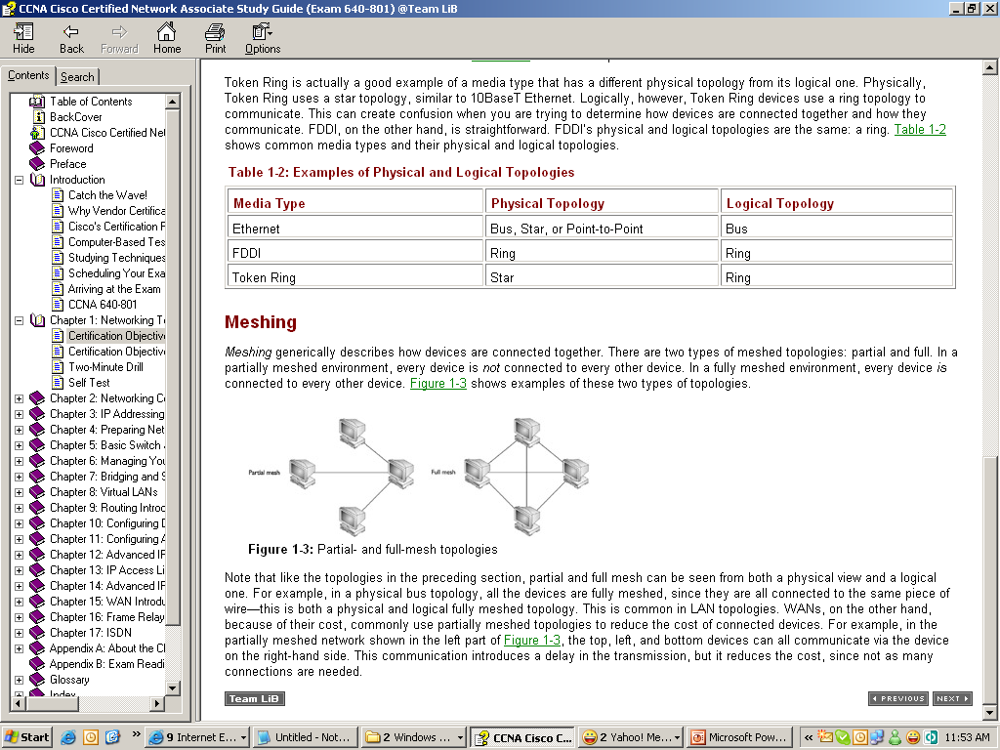 CCNA Cisco Certified Network Associate Study Guide (Exam 640-801) @Team LiB
Hide Back Forward Home Print Options
Contents Search
Table of Contents
BackCover
CCNA Cisco Certified Net
Foreword
Preface
Introduction
Catch the Wave!
Why Vendor Certifica
Cisco's Certification P
Computer-Based Tes
Studying Techniques
Scheduling Your Exa
Arriving at the Exam
CCNA 640-801
Chapter 1: Networking T
Certification Objective
Certification Objective
Two-Minute Drill
Self Test
Chapter 2: Networking C
Chapter 3: IP Addressing
Chapter 4: Preparing Net
Chapter 5: Basic Switch
Chapter 6: Managing You
Chapter 7: Bridging and S
Chapter 8: Virtual LANs
Chapter 9: Routing Introd
Chapter 10: Configuring D
Chapter 11: Configuring A
Chapter 12: Advanced IP
Chapter 13: IP Access Li
Chapter 14: Advanced IP
Chapter 15: WAN Introdu
Chapter 16: Frame Relay
Chapter 17: ISDN
Appendix A: About the CD
Appendix B: Exam Readi
Glossary
Index
Token Ring is actually a good example of a media type that has a different physical topology from its logical one. Physically,
Token Ring uses a star topology, similar to 10BaseT Ethernet. Logically, however, Token Ring devices use a ring topology to
communicate. This can create confusion when you are trying to determine how devices are connected together and how they
communicate. FDDI, on the other hand, is straightforward. FDDI's physical and logical topologies are the same: a ring. Table 1-2
shows common media types and their physical and logical topologies.
Table 1-2: Examples of Physical and Logical Topologies
Media Type Physical Topology Logical Topology
Ethernet Bus, Star, or Point-to-Point Bus
FDDI Ring Ring
Token Ring Star Ring
Meshing
Meshing generically describes how devices are connected together. There are two types of meshed topologies: partial and full. In a
partially meshed environment, every device is not connected to every other device. In a fully meshed environment, every device is
connected to every other device. Figure 1-3 shows examples of these two types of topologies.
Partial mesh Full mesh
Figure 1-3: Partial- and full-mesh topologies
Note that like the topologies in the preceding section, partial and full mesh can be seen from both a physical view and a logical
one. For example, in a physical bus topology, all the devices are fully meshed, since they are all connected to the same piece of
wire—this is both a physical and logical fully meshed topology. This is common in LAN topologies. WANs, on the other hand,
because of their cost, commonly use partially meshed topologies to reduce the cost of connected devices. For example, in the
partially meshed network shown in the left part of Figure 1-3, the top, left, and bottom devices can all communicate via the device
on the right-hand side. This communication introduces a delay in the transmission, but it reduces the cost, since not as many
connections are needed.
Team LiB PREVIOUS NEXT
Start » 9 Internet E... Untitled - Not... 2 Windows ... CCNA Cisco C... 2 Yahoo! Me... Microsoft Pow... « 11:53 AM